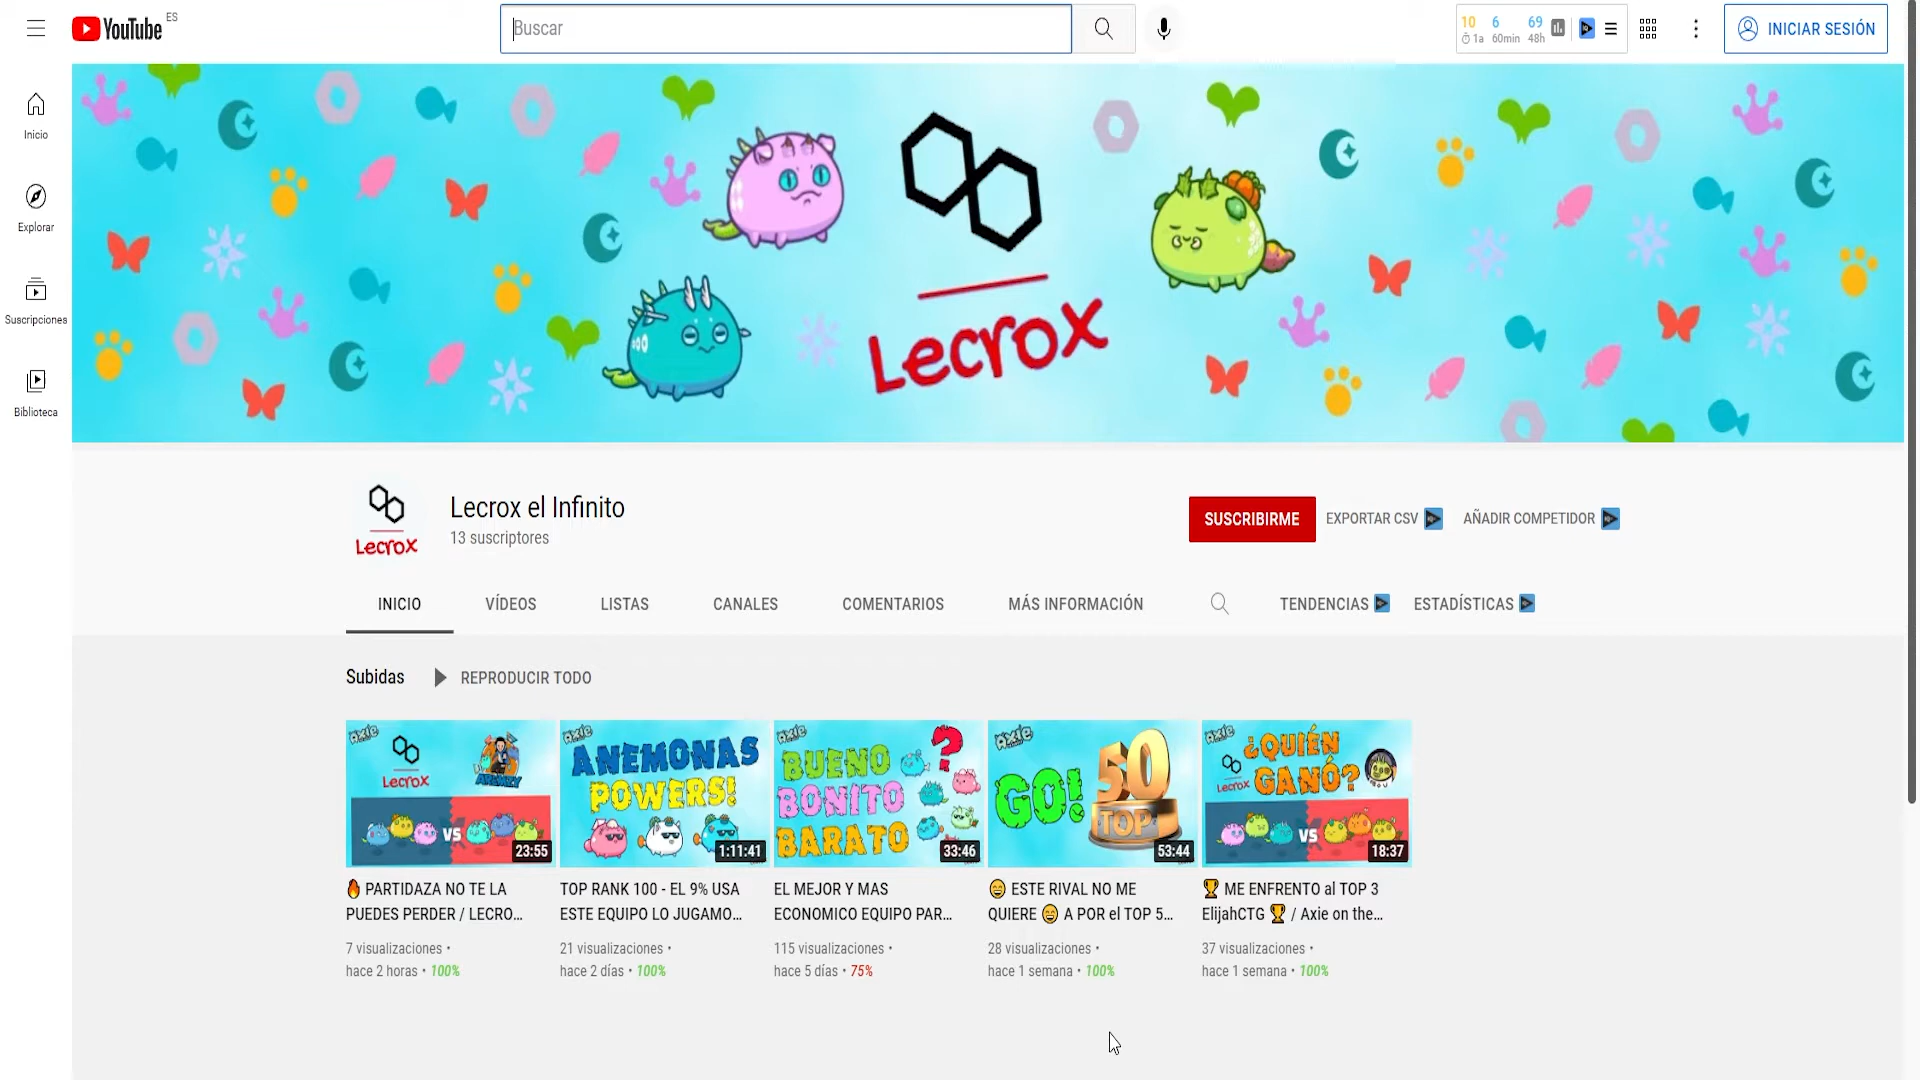 YouTube ES
Buscar
10 6 69
1a 60min 48h
INICIAR SESIÓN
Inicio
Explorar
Suscripciones
Biblioteca
Lecrox
Lecrox
Lecrox el Infinito
13 suscriptores
SUSCRIBIRME
EXPORTAR CSV
AÑADIR COMPETIDOR
INICIO
VÍDEOS
LISTAS
CANALES
COMENTARIOS
MÁS INFORMACIÓN
TENDENCIAS
ESTADÍSTICAS
Subidas
REPRODUCIR TODO
axie
Lecrox
VS
23:55
🔥 PARTIDAZA NO TE LA
PUEDES PERDER / LECRO...
7 visualizaciones •
hace 2 horas • 100%
axie
ANEMONAS
POWERS!
1:11:41
TOP RANK 100 - EL 9% USA
ESTE EQUIPO LO JUGAMO...
21 visualizaciones •
hace 2 días • 100%
axie
BUENO
BONITO
BARATO
?
33:46
EL MEJOR Y MAS
ECONOMICO EQUIPO PAR...
115 visualizaciones •
hace 5 días • 75%
axie
GO!
50
TOP
53:44
😄 ESTE RIVAL NO ME
QUIERE 😄 A POR el TOP 5...
28 visualizaciones •
hace 1 semana • 100%
axie
¿QUIÉN
GANÓ?
Lecrox
VS
18:37
🏆 ME ENFRENTO al TOP 3
ElijahCTG 🏆 / Axie on the...
37 visualizaciones •
hace 1 semana • 100%